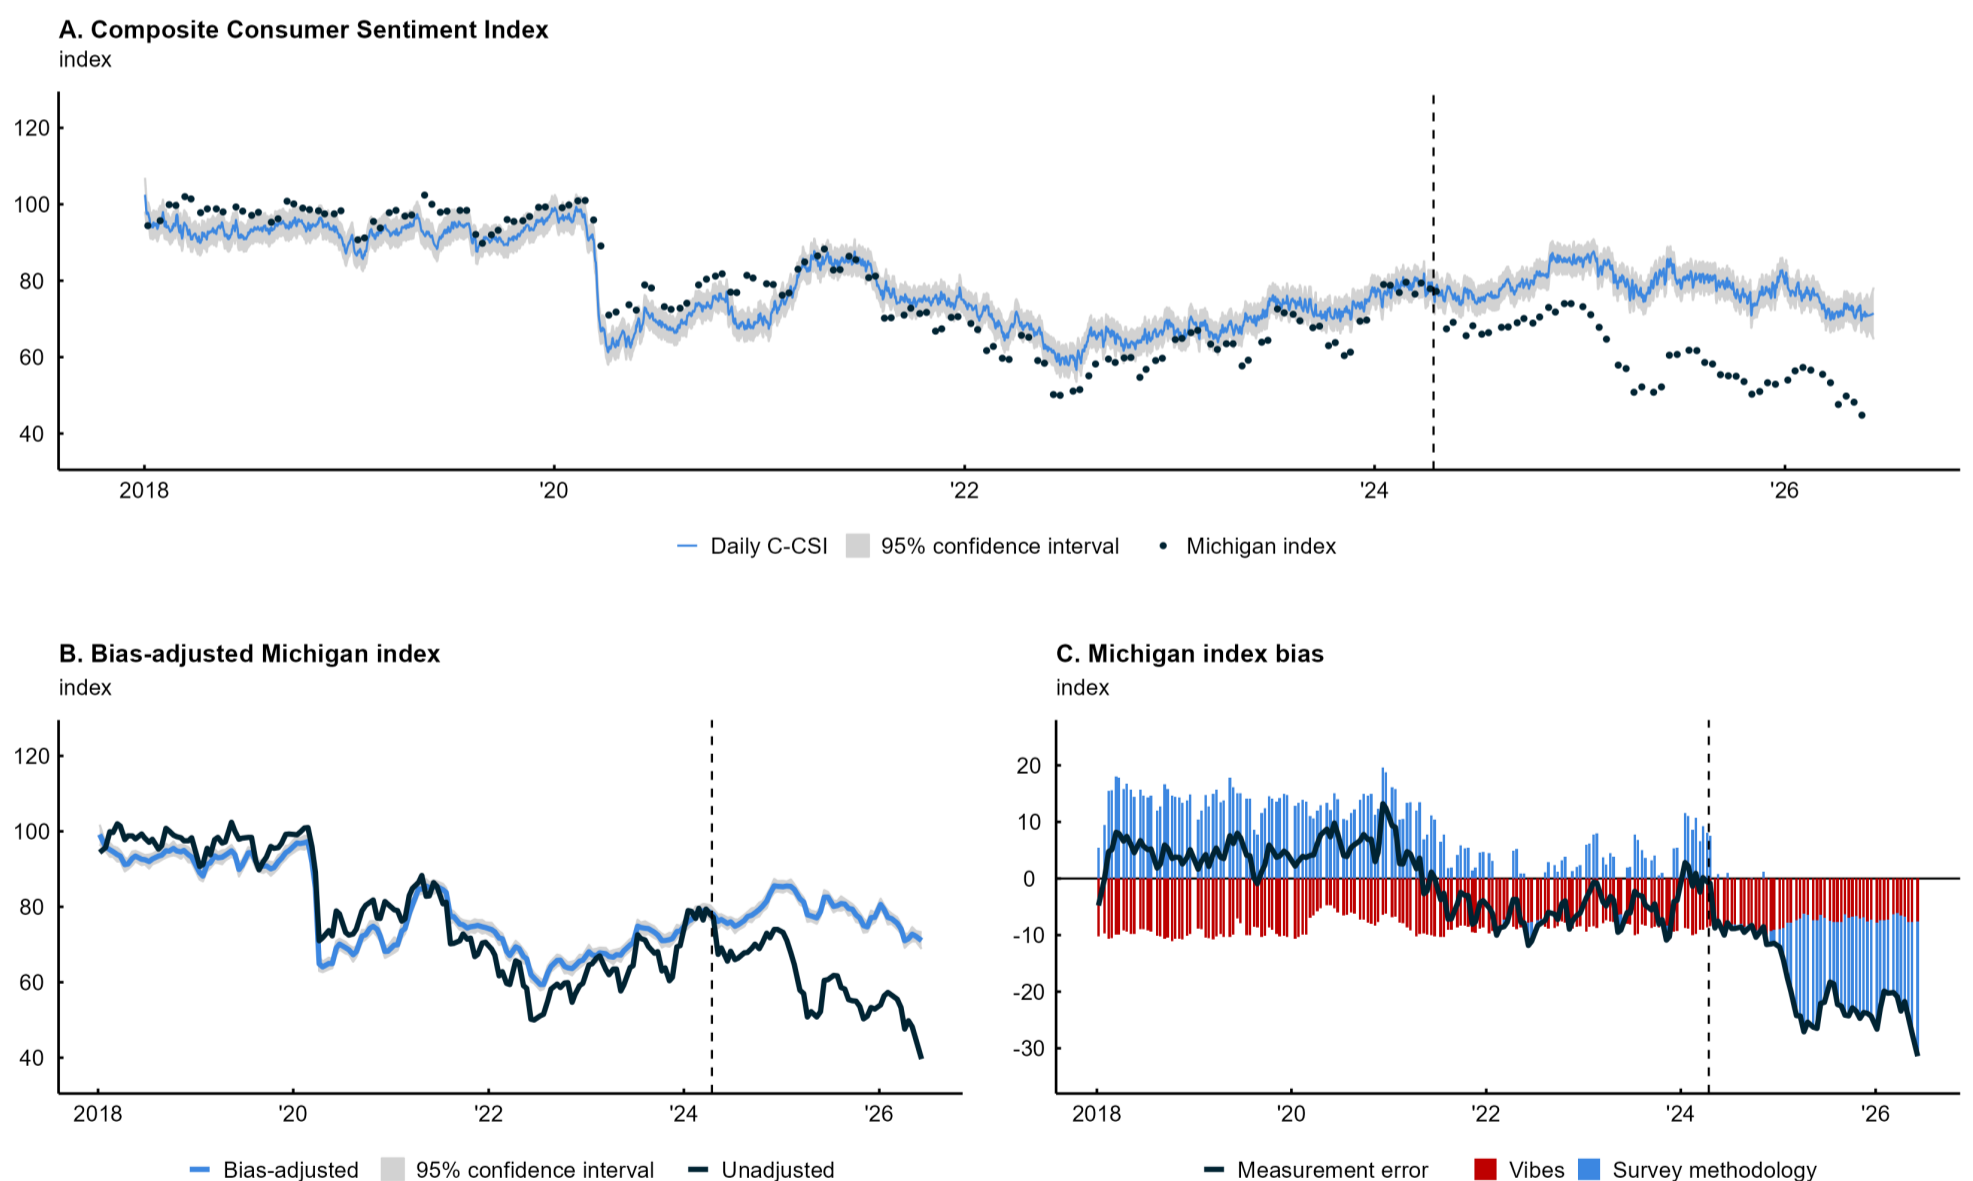 A. Composite Consumer Sentiment Index
index
120
100
80
60
40
2018 '20 '22 '24 '26
Daily C-CSI 95% confidence interval Michigan index
B. Bias-adjusted Michigan index
index
120
100
80
60
40
2018 '20 '22 '24 '26
Bias-adjusted 95% confidence interval Unadjusted
C. Michigan index bias
index
20
10
0
-10
-20
-30
2018 '20 '22 '24 '26
Measurement error Vibes Survey methodology